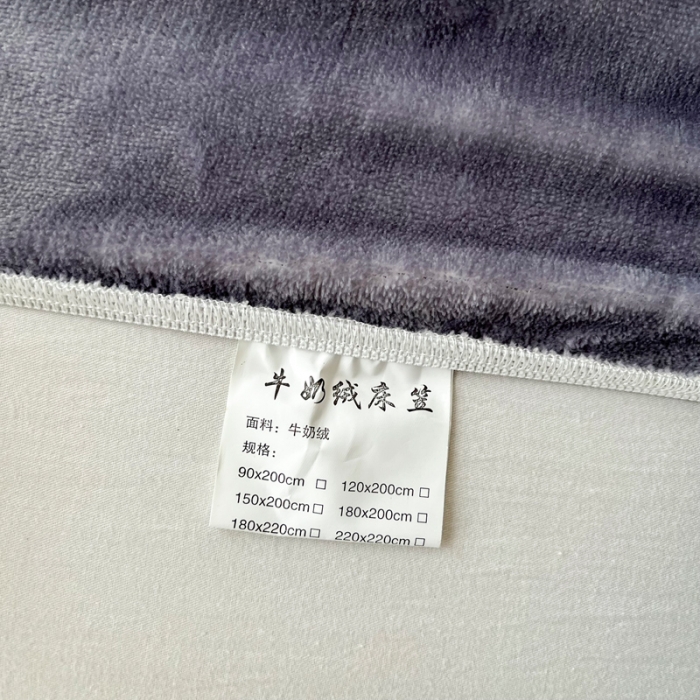 牛奶绒床笠
面料：牛奶绒
规格：
90x200cm □ 120x200cm □
150x200cm □ 180x200cm □
180x220cm □ 220x220cm □